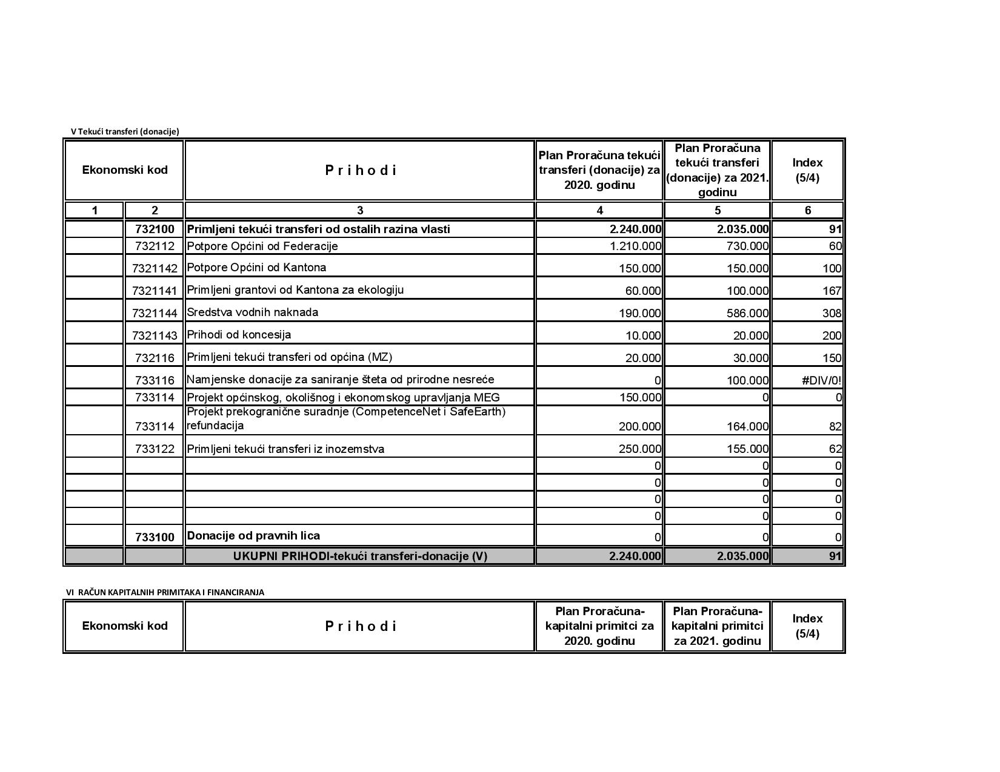 V Tekući transferi (donacije)
Ekonomski kod P r i h o d i Plan Proračuna tekući transferi (donacije) za 2020. godinu Plan Proračuna tekući transferi (donacije) za 2021. godinu Index (5/4)
1 2 3 4 5 6
732100 Primljeni tekući transferi od ostalih razina vlasti 2.240.000 2.035.000 91
732112 Potpore Općini od Federacije 1.210.000 730.000 60
7321142 Potpore Općini od Kantona 150.000 150.000 100
7321141 Primljeni grantovi od Kantona za ekologiju 60.000 100.000 167
7321144 Sredstva vodnih naknada 190.000 586.000 308
7321143 Prihodi od koncesija 10.000 20.000 200
732116 Primljeni tekući transferi od općina (MZ) 20.000 30.000 150
733116 Namjenske donacije za saniranje šteta od prirodne nesreće 0 100.000 #DIV/0!
733114 Projekt općinskog, okolišnog i ekonomskog upravljanja MEG 150.000 0 0
Projekt prekogranične suradnje (CompetenceNet i SafeEarth)
733114 refundacija 200.000 164.000 82
733122 Primljeni tekući transferi iz inozemstva 250.000 155.000 62
0 0 0
0 0 0
0 0 0
0 0 0
733100 Donacije od pravnih lica 0 0 0
UKUPNI PRIHODI-tekući transferi-donacije (V) 2.240.000 2.035.000 91
VI RAČUN KAPITALNIH PRIMITAKA I FINANCIRANJA
Ekonomski kod P r i h o d i Plan Proračuna-kapitalni primitci za 2020. godinu Plan Proračuna-kapitalni primitci za 2021. godinu Index (5/4)